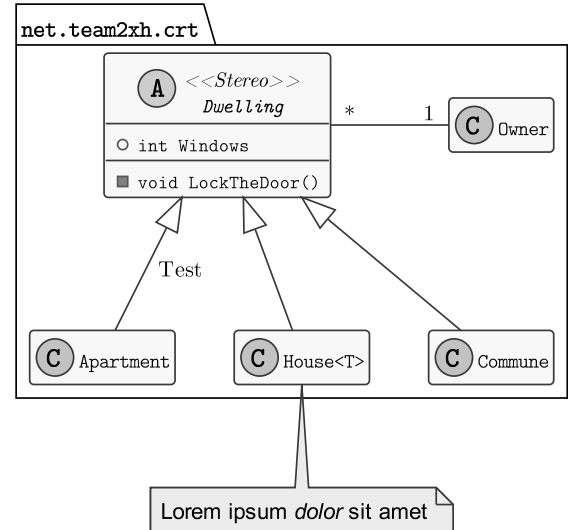 net.team2xh.crt
A
<<Stereo>>
Dwelling
int Windows
void LockTheDoor()
* 1
C Owner
Test
C Apartment
C House<T>
C Commune
Lorem ipsum dolor sit amet